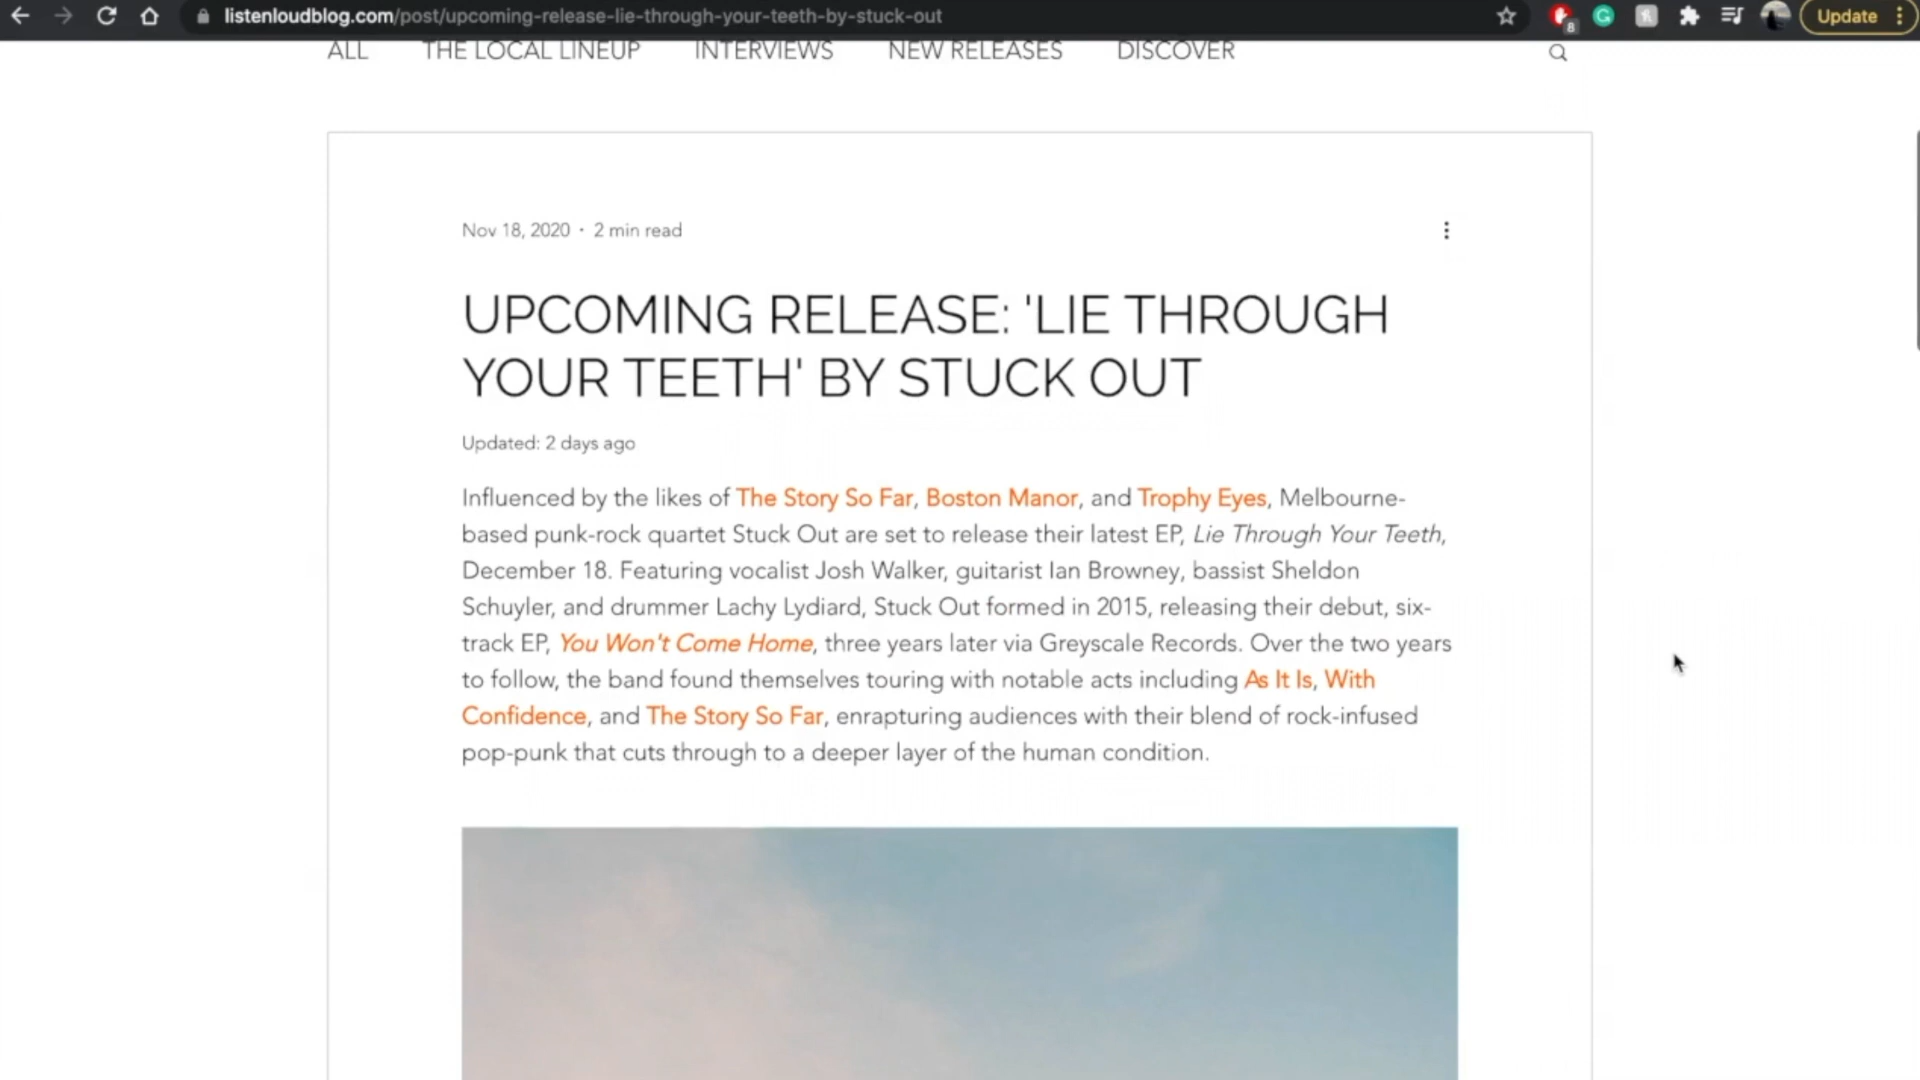 listenloudblog.com/post/upcoming-release-lie-through-your-teeth-by-stuck-out
8
Update
ALL THE LOCAL LINEUP INTERVIEWS NEW RELEASES DISCOVER
Nov 18, 2020 · 2 min read
UPCOMING RELEASE: 'LIE THROUGH
YOUR TEETH' BY STUCK OUT
Updated: 2 days ago
Influenced by the likes of The Story So Far, Boston Manor, and Trophy Eyes, Melbourne-
based punk-rock quartet Stuck Out are set to release their latest EP, Lie Through Your Teeth,
December 18. Featuring vocalist Josh Walker, guitarist Ian Browney, bassist Sheldon
Schuyler, and drummer Lachy Lydiard, Stuck Out formed in 2015, releasing their debut, six-
track EP, You Won't Come Home, three years later via Greyscale Records. Over the two years
to follow, the band found themselves touring with notable acts including As It Is, With
Confidence, and The Story So Far, enrapturing audiences with their blend of rock-infused
pop-punk that cuts through to a deeper layer of the human condition.